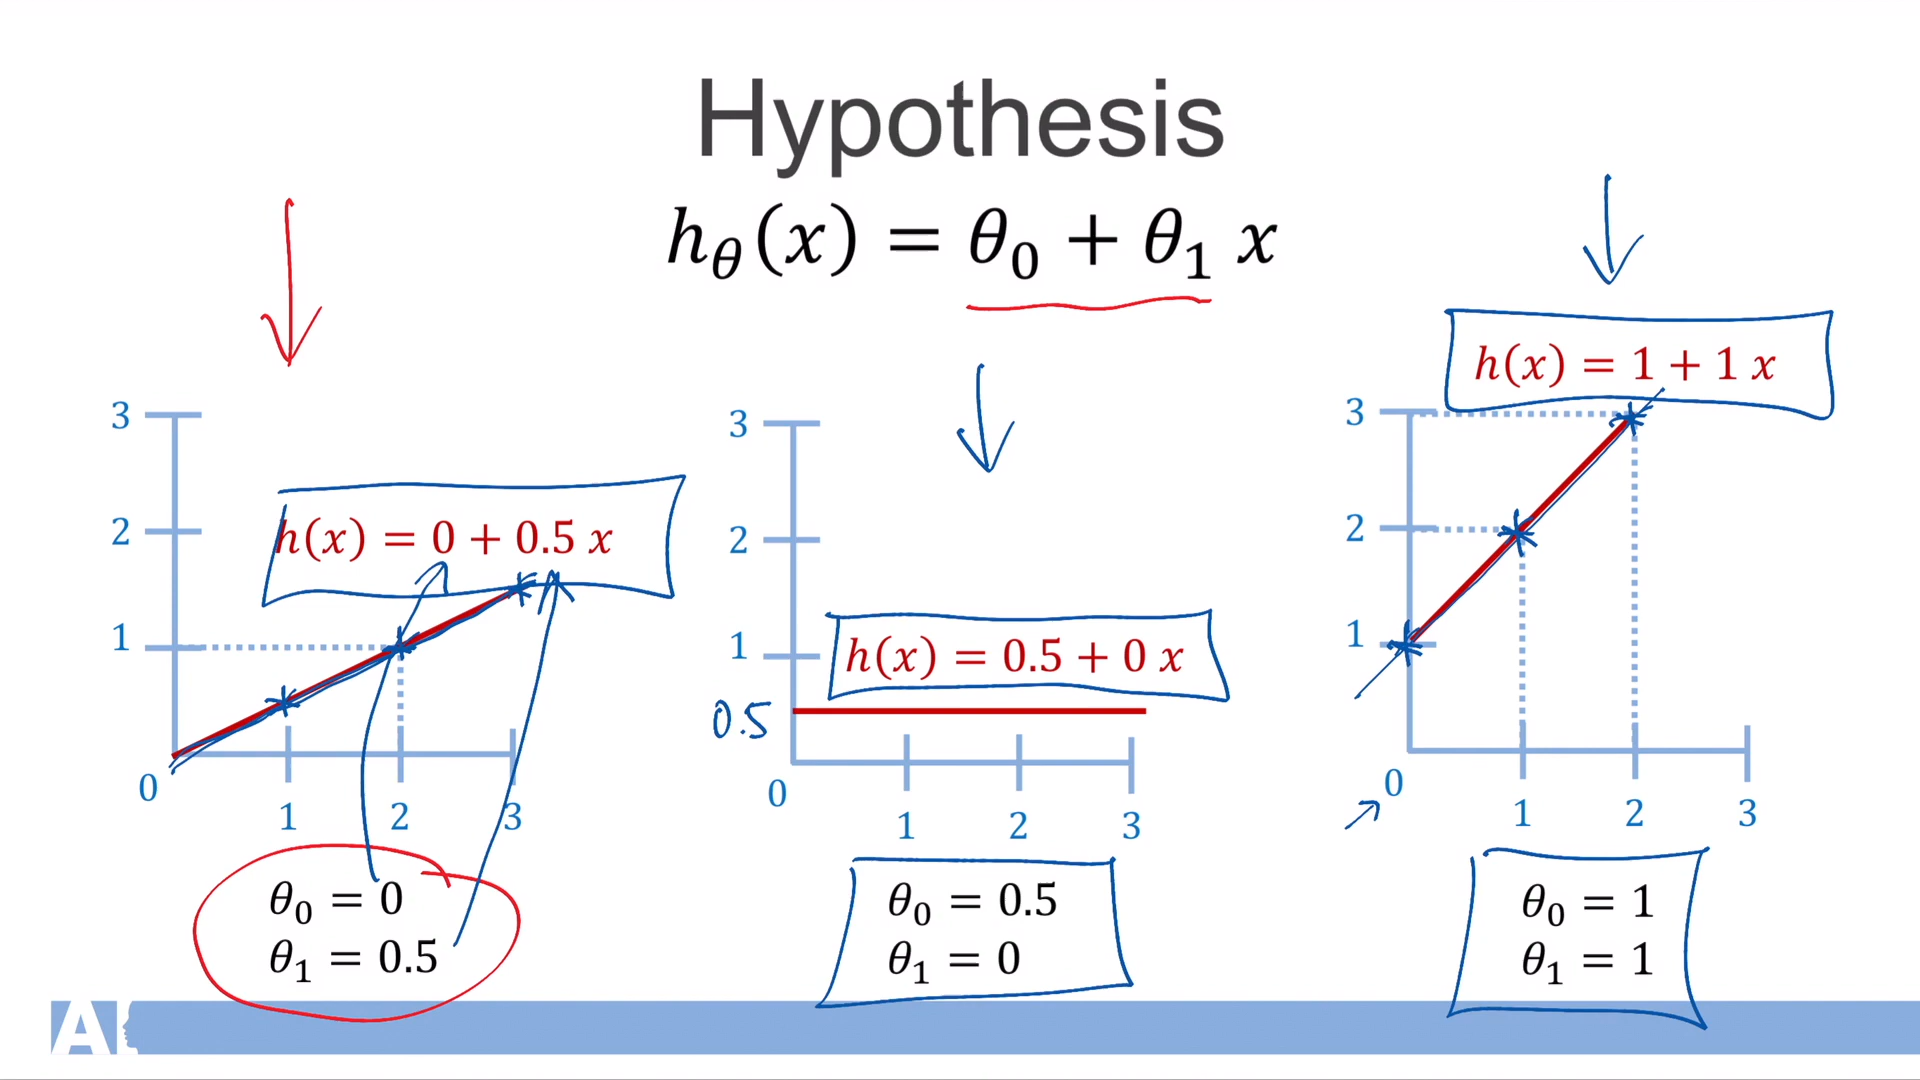 Hypothesis
h_θ(x) = θ₀ + θ₁ x
3
2
1
0
1 2 3
h(x) = 0 + 0.5 x
θ₀ = 0
θ₁ = 0.5
3
2
1
0.5
0
1 2 3
h(x) = 0.5 + 0 x
θ₀ = 0.5
θ₁ = 0
h(x) = 1 + 1 x
3
2
1
0
1 2 3
θ₀ = 1
θ₁ = 1
AI